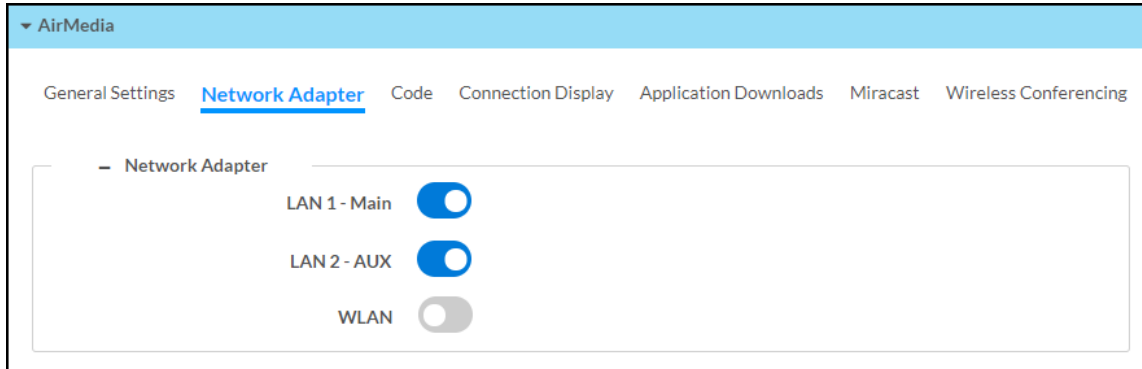 AirMedia
General Settings Network Adapter Code Connection Display Application Downloads Miracast Wireless Conferencing
Network Adapter
LAN 1 - Main
LAN 2 - AUX
WLAN